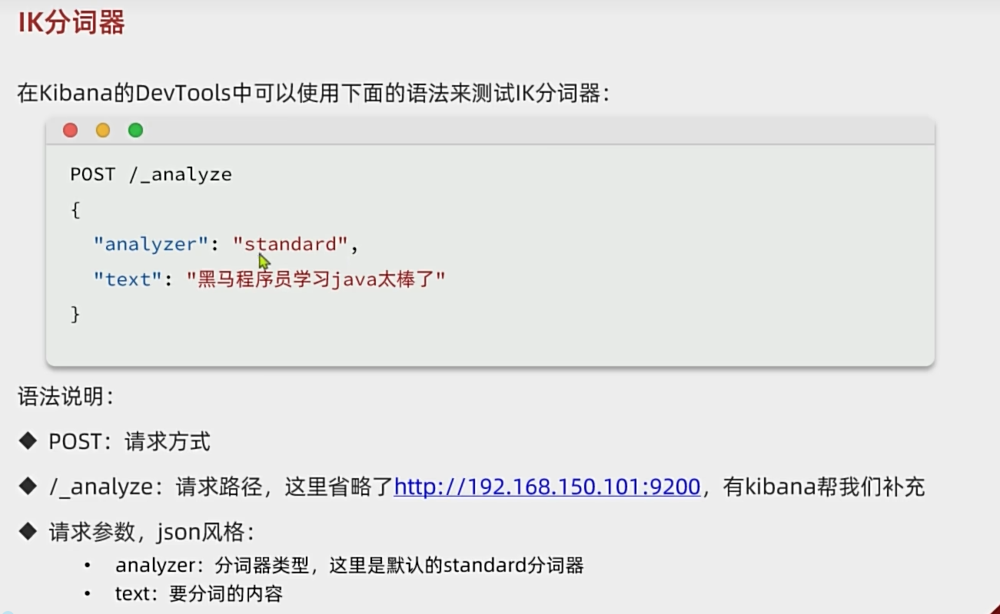 IK分词器
在Kibana的DevTools中可以使用下面的语法来测试IK分词器：
POST /_analyze
{
"analyzer": "standard",
"text": "黑马程序员学习java太棒了"
}
语法说明：
◆ POST：请求方式
◆ /_analyze：请求路径，这里省略了http://192.168.150.101:9200，有kibana帮我们补充
◆ 请求参数，json风格：
• analyzer：分词器类型，这里是默认的standard分词器
• text：要分词的内容